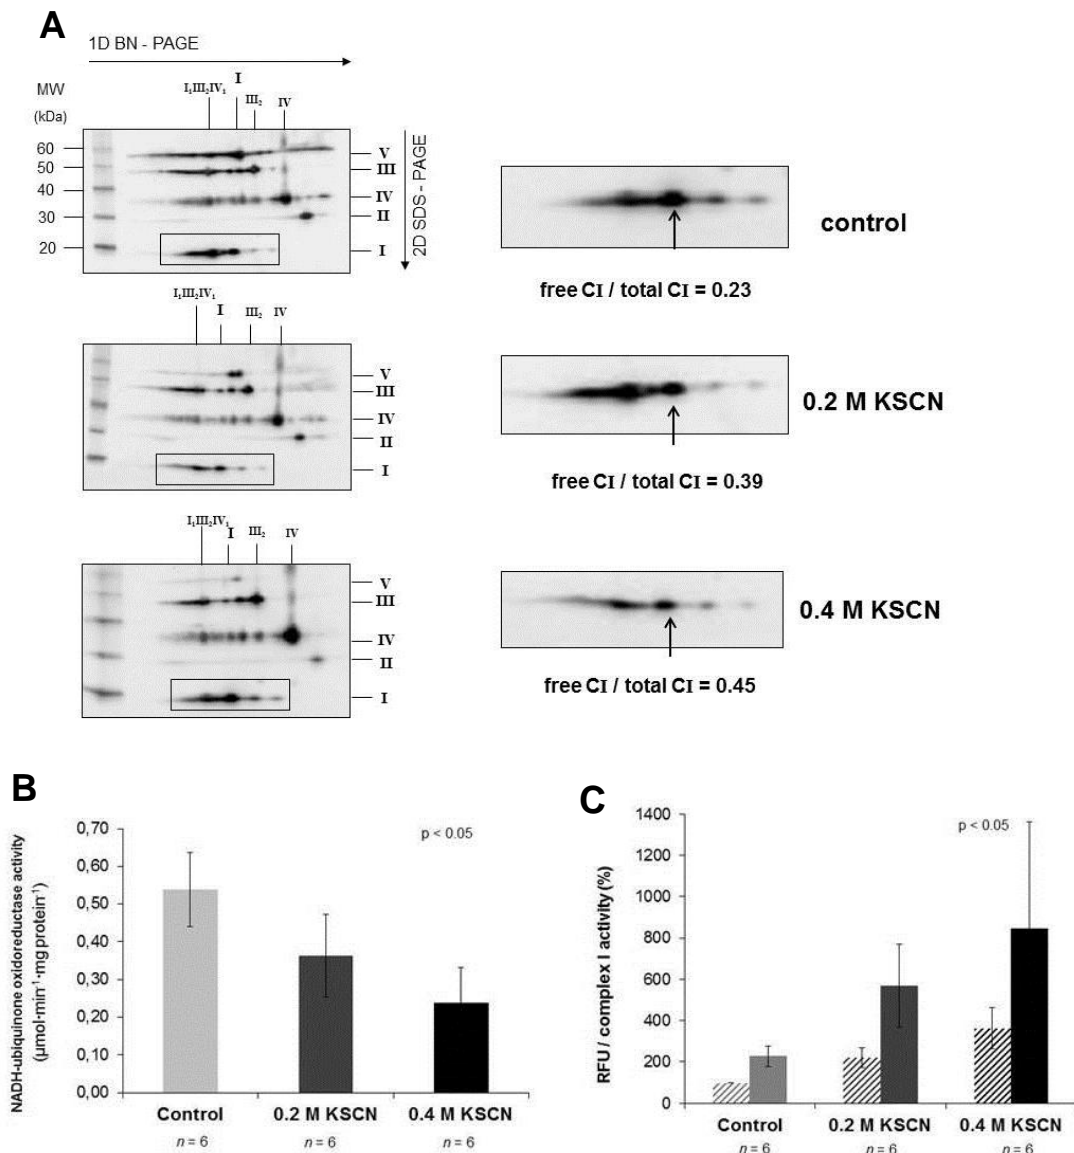 A
1D BN - PAGE
MW
(kDa)
I₁III₂IV₁ I III₂ IV
60
50
40
30
20
V
III
IV
II
I
2D SDS - PAGE
control
free CI / total CI = 0.23
I₁III₂IV₁ I III₂ IV
V
III
IV
II
I
0.2 M KSCN
free CI / total CI = 0.39
I₁III₂IV₁ I III₂ IV
V
III
IV
II
I
0.4 M KSCN
free CI / total CI = 0.45
B
NADH-ubiquinone oxidoreductase activity
(µmol·min⁻¹·mg protein⁻¹)
0,70
0,60
0,50
0,40
0,30
0,20
0,10
0,00
p < 0.05
Control 0.2 M KSCN 0.4 M KSCN
n = 6 n = 6 n = 6
C
RFU / complex I activity (%)
1400
1200
1000
800
600
400
200
0
p < 0.05
Control 0.2 M KSCN 0.4 M KSCN
n = 6 n = 6 n = 6